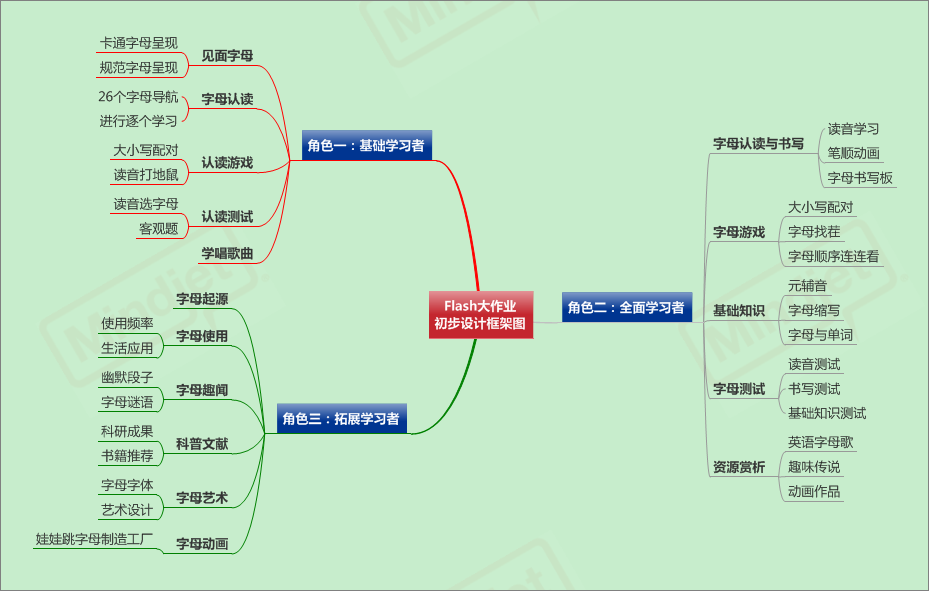 Flash大作业
初步设计框架图
角色一：基础学习者
见面字母
卡通字母呈现
规范字母呈现
字母认读
26个字母导航
进行逐个学习
认读游戏
大小写配对
读音打地鼠
认读测试
读音选字母
客观题
学唱歌曲
角色二：全面学习者
字母认读与书写
读音学习
笔顺动画
字母书写板
字母游戏
大小写配对
字母找茬
字母顺序连连看
基础知识
元辅音
字母缩写
字母与单词
字母测试
读音测试
书写测试
基础知识测试
资源赏析
英语字母歌
趣味传说
动画作品
角色三：拓展学习者
字母起源
字母使用
使用频率
生活应用
字母趣闻
幽默段子
字母谜语
科普文献
科研成果
书籍推荐
字母艺术
字母字体
艺术设计
字母动画
娃娃跳字母制造工厂